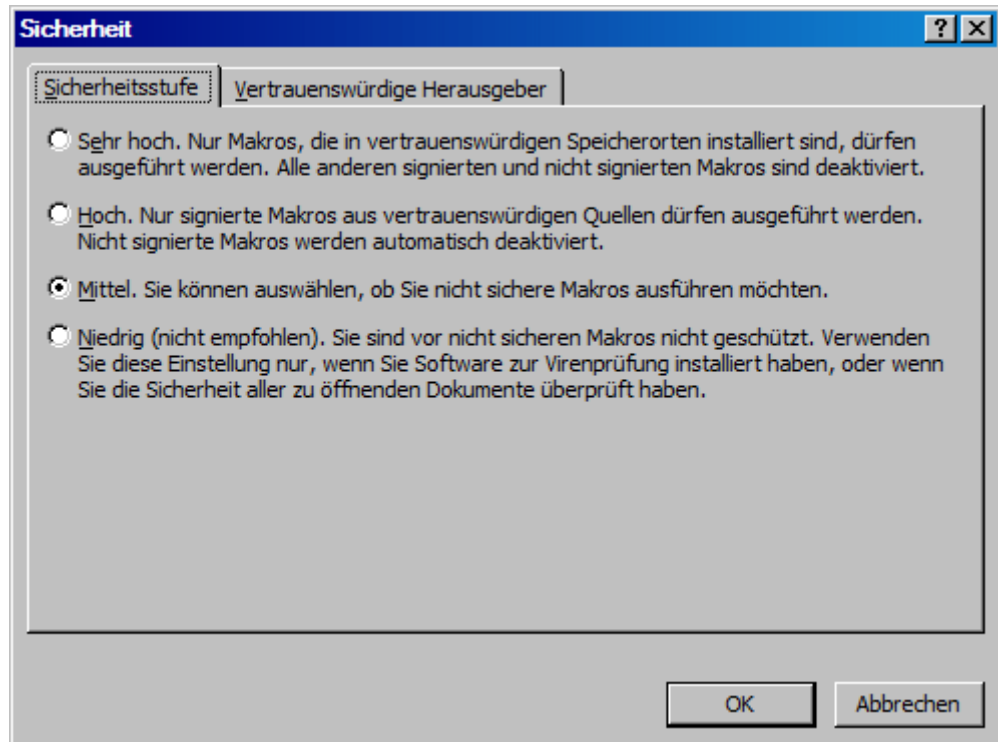 Sicherheit
Sicherheitsstufe
Vertrauenswürdige Herausgeber
Sehr hoch. Nur Makros, die in vertrauenswürdigen Speicherorten installiert sind, dürfen
ausgeführt werden. Alle anderen signierten und nicht signierten Makros sind deaktiviert.
Hoch. Nur signierte Makros aus vertrauenswürdigen Quellen dürfen ausgeführt werden.
Nicht signierte Makros werden automatisch deaktiviert.
Mittel. Sie können auswählen, ob Sie nicht sichere Makros ausführen möchten.
Niedrig (nicht empfohlen). Sie sind vor nicht sicheren Makros nicht geschützt. Verwenden
Sie diese Einstellung nur, wenn Sie Software zur Virenprüfung installiert haben, oder wenn
Sie die Sicherheit aller zu öffnenden Dokumente überprüft haben.
OK
Abbrechen